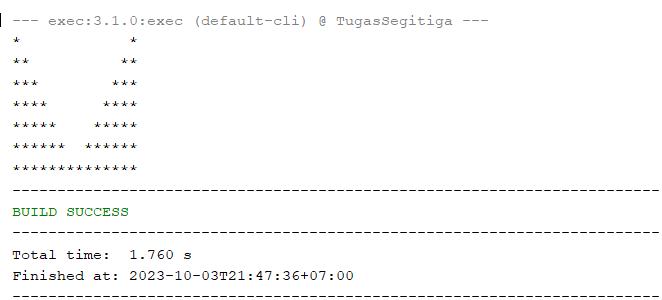 --- exec:3.1.0:exec (default-cli) @ TugasSegitiga ---
*            *
**          **
***        ***
****      ****
*****    *****
******  ******
**************
------------------------------------------------------------------------
BUILD SUCCESS
------------------------------------------------------------------------
Total time:  1.760 s
Finished at: 2023-10-03T21:47:36+07:00
------------------------------------------------------------------------